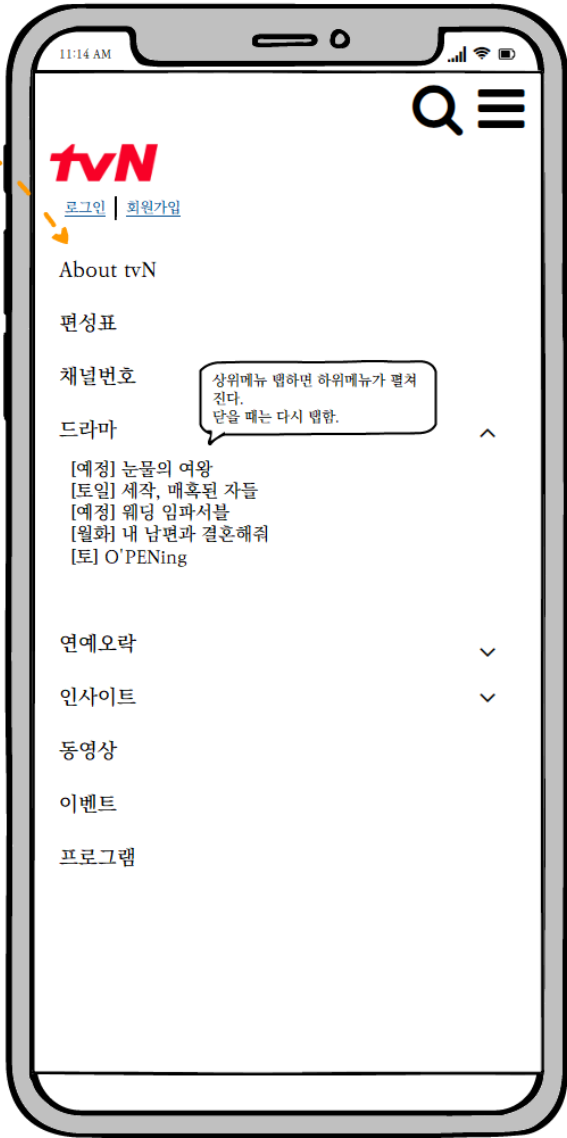 11:14 AM
tvN
로그인 회원가입
About tvN
편성표
채널번호
상위메뉴 탭하면 하위메뉴가 펼쳐
진다.
닫을 때는 다시 탭함.
드라마
[예정] 눈물의 여왕
[토일] 세작, 매혹된 자들
[예정] 웨딩 임파서블
[월화] 내 남편과 결혼해줘
[토] O'PENing
연예오락
인사이트
동영상
이벤트
프로그램